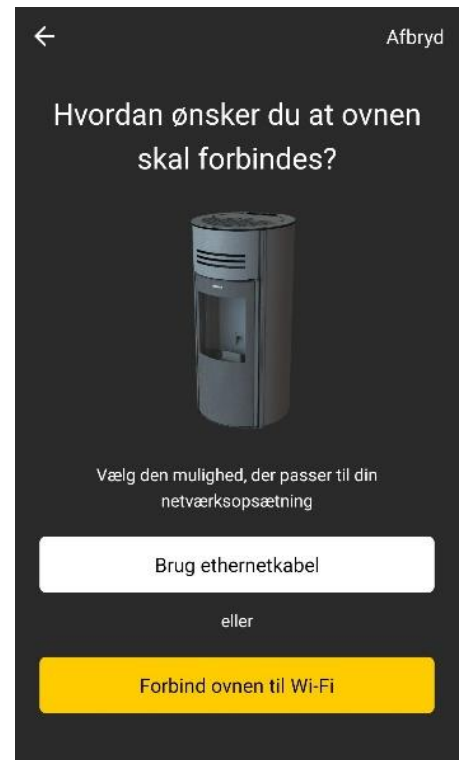 Afbryd
Hvordan ønsker du at ovnen
skal forbindes?
Vælg den mulighed, der passer til din
netværksopsætning
Brug ethernetkabel
eller
Forbind ovnen til Wi-Fi